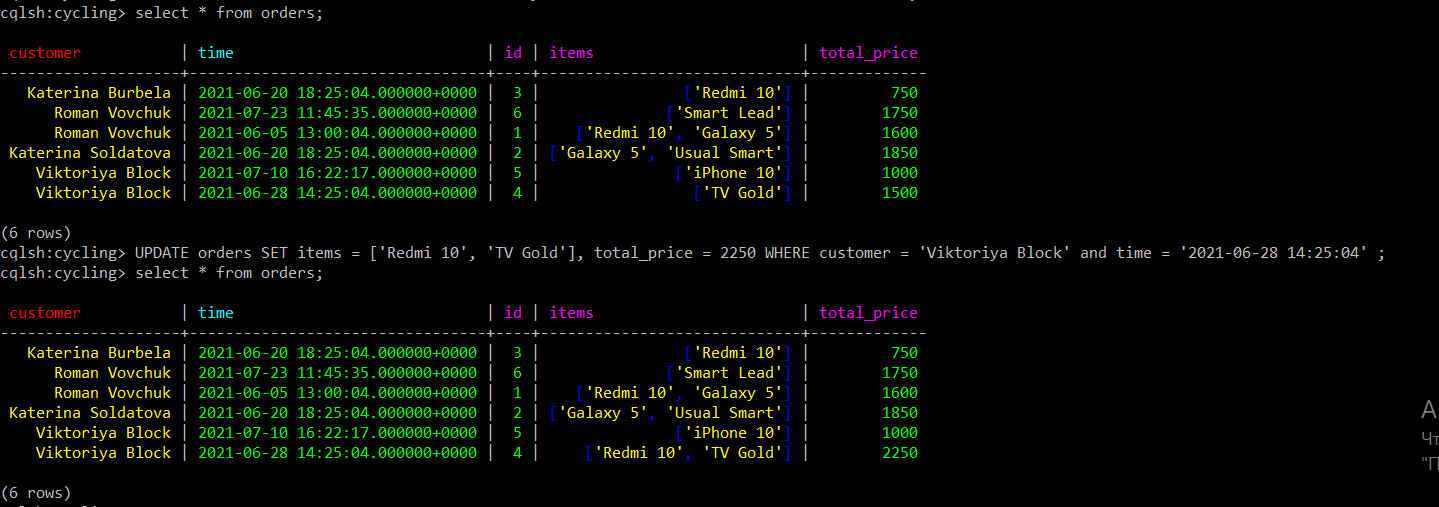 cqlsh:cycling> select * from orders;
 customer           | time                            | id | items                        | total_price
--------------------+---------------------------------+----+------------------------------+-------------
   Katerina Burbela | 2021-06-20 18:25:04.000000+0000 |  3 |                 ['Redmi 10'] |         750
      Roman Vovchuk | 2021-07-23 11:45:35.000000+0000 |  6 |               ['Smart Lead'] |        1750
      Roman Vovchuk | 2021-06-05 13:00:04.000000+0000 |  1 |     ['Redmi 10', 'Galaxy 5'] |        1600
 Katerina Soldatova | 2021-06-20 18:25:04.000000+0000 |  2 |  ['Galaxy 5', 'Usual Smart'] |        1850
    Viktoriya Block | 2021-07-10 16:22:17.000000+0000 |  5 |                ['iPhone 10'] |        1000
    Viktoriya Block | 2021-06-28 14:25:04.000000+0000 |  4 |                  ['TV Gold'] |        1500
(6 rows)
cqlsh:cycling> UPDATE orders SET items = ['Redmi 10', 'TV Gold'], total_price = 2250 WHERE customer = 'Viktoriya Block' and time = '2021-06-28 14:25:04' ;
cqlsh:cycling> select * from orders;
 customer           | time                            | id | items                        | total_price
--------------------+---------------------------------+----+------------------------------+-------------
   Katerina Burbela | 2021-06-20 18:25:04.000000+0000 |  3 |                 ['Redmi 10'] |         750
      Roman Vovchuk | 2021-07-23 11:45:35.000000+0000 |  6 |               ['Smart Lead'] |        1750
      Roman Vovchuk | 2021-06-05 13:00:04.000000+0000 |  1 |     ['Redmi 10', 'Galaxy 5'] |        1600
 Katerina Soldatova | 2021-06-20 18:25:04.000000+0000 |  2 |  ['Galaxy 5', 'Usual Smart'] |        1850
    Viktoriya Block | 2021-07-10 16:22:17.000000+0000 |  5 |                ['iPhone 10'] |        1000
    Viktoriya Block | 2021-06-28 14:25:04.000000+0000 |  4 |      ['Redmi 10', 'TV Gold'] |        2250
(6 rows)